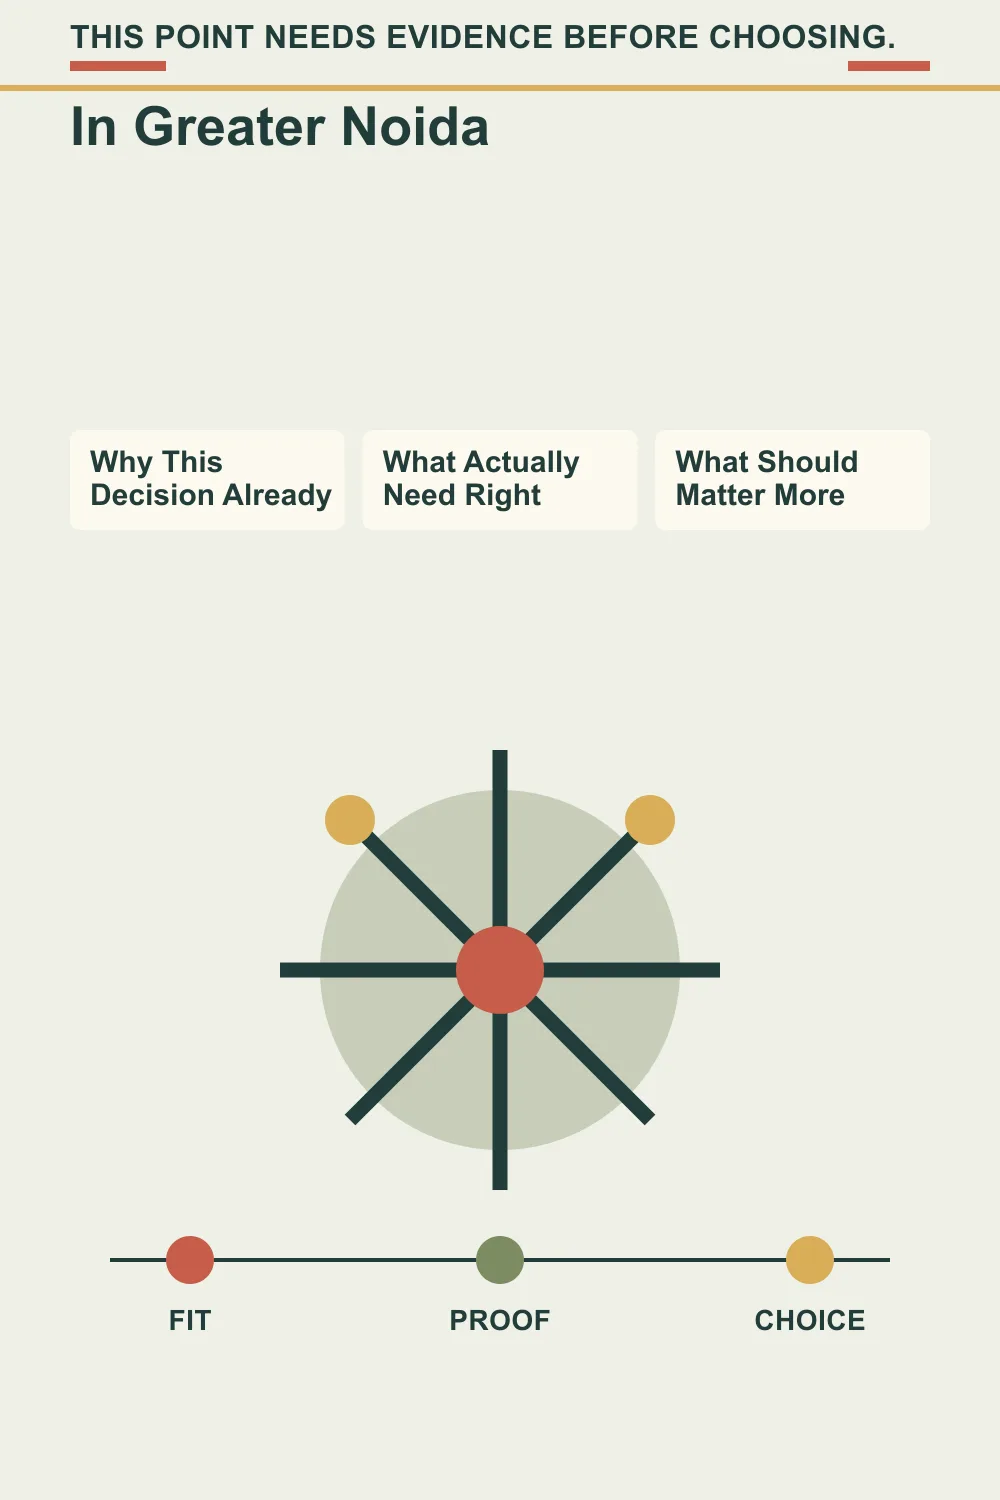 THIS POINT NEEDS EVIDENCE BEFORE CHOOSING.
In Greater Noida
Why This
Decision Already
What Actually
Need Right
What Should
Matter More
FIT
PROOF
CHOICE